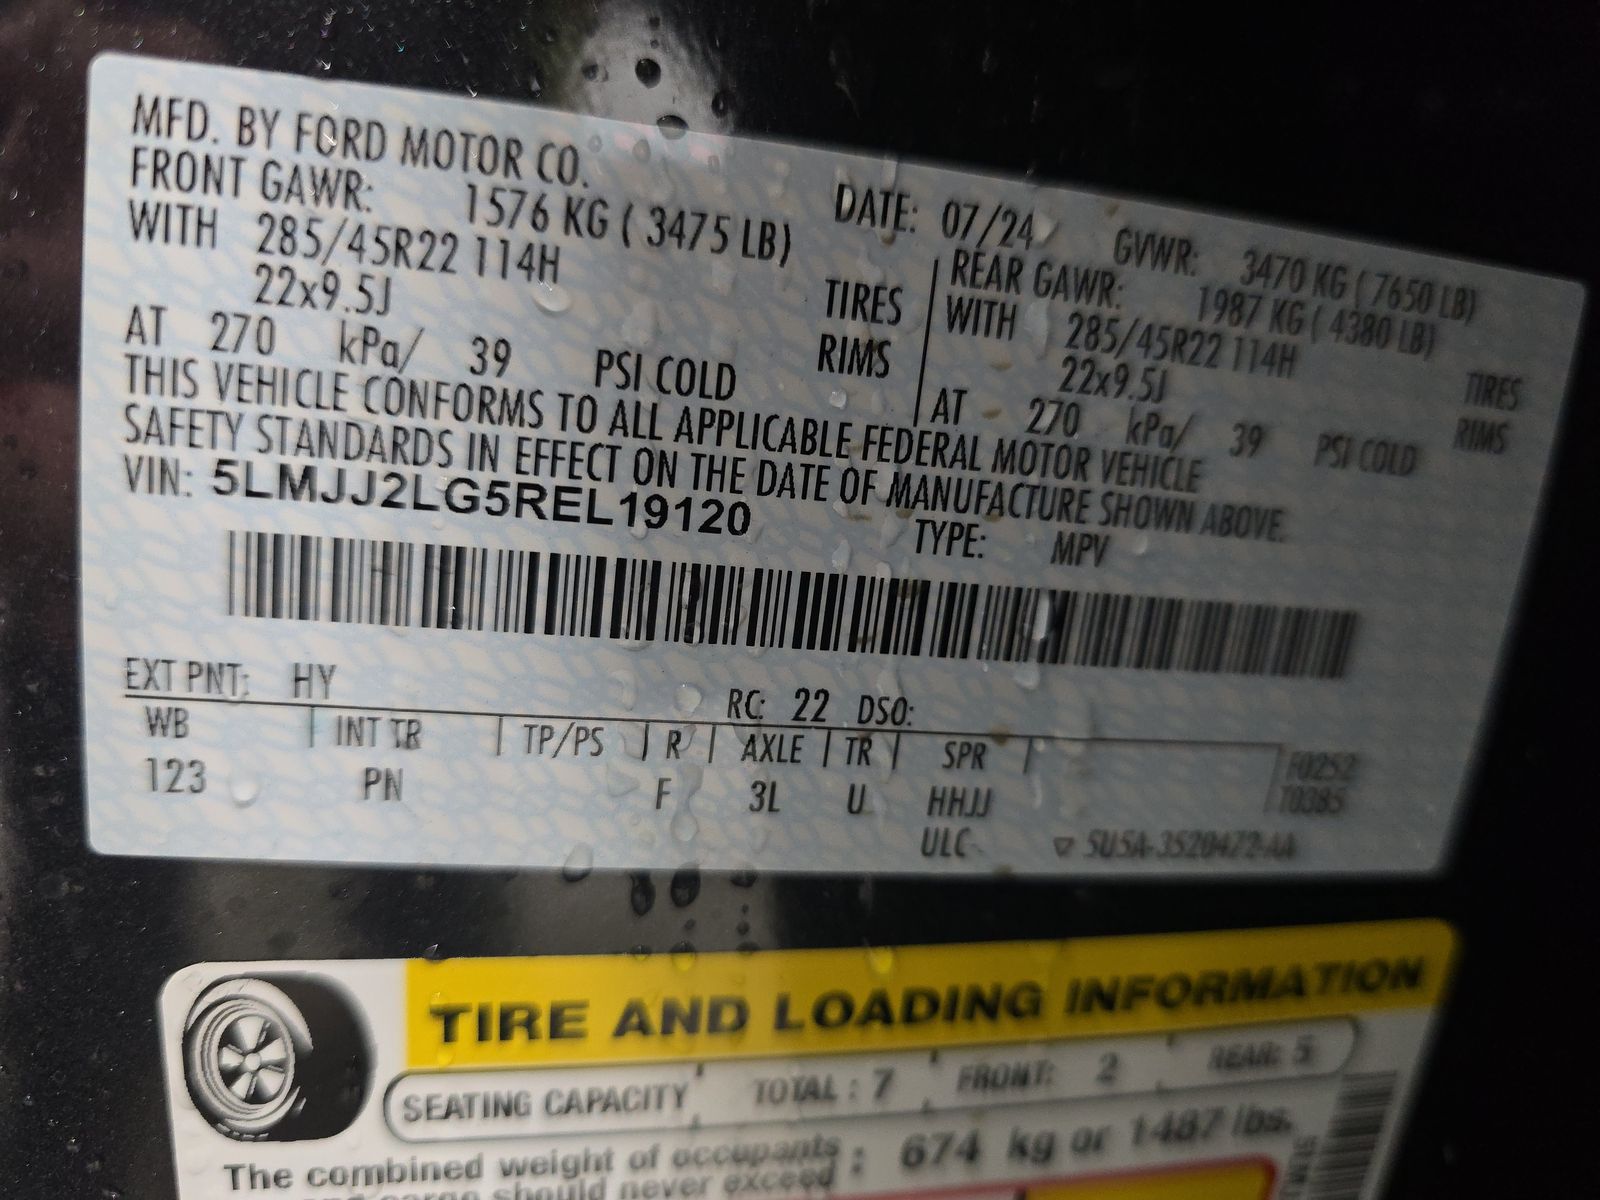 MFD. BY FORD MOTOR CO.
DATE: 07/24 GVWR: 3470 KG ( 7650 LB)
FRONT GAWR: 1576 KG ( 3475 LB)
WITH 285/45R22 114H TIRES
22x9.5J RIMS
AT 270 kPa/ 39 PSI COLD
REAR GAWR: 1987 KG ( 4380 LB)
WITH 285/45R22 114H TIRES
22x9.5J RIMS
AT 270 kPa/ 39 PSI COLD
THIS VEHICLE CONFORMS TO ALL APPLICABLE FEDERAL MOTOR VEHICLE
SAFETY STANDARDS IN EFFECT ON THE DATE OF MANUFACTURE SHOWN ABOVE.
VIN: 5LMJJ2LG5REL19120
TYPE: MPV
EXT PNT: HY RC: 22 DSO:
WB | INT TR | TP/PS | R | AXLE | TR | SPR |
123 PN F 3L U HHJJ
F0252
T0385
ULC 5U5A-3520472-AA
TIRE AND LOADING INFORMATION
SEATING CAPACITY TOTAL : 7 FRONT: 2 REAR: 5
The combined weight of occupants : 674 kg or 1487 lbs.
cargo should never exceed